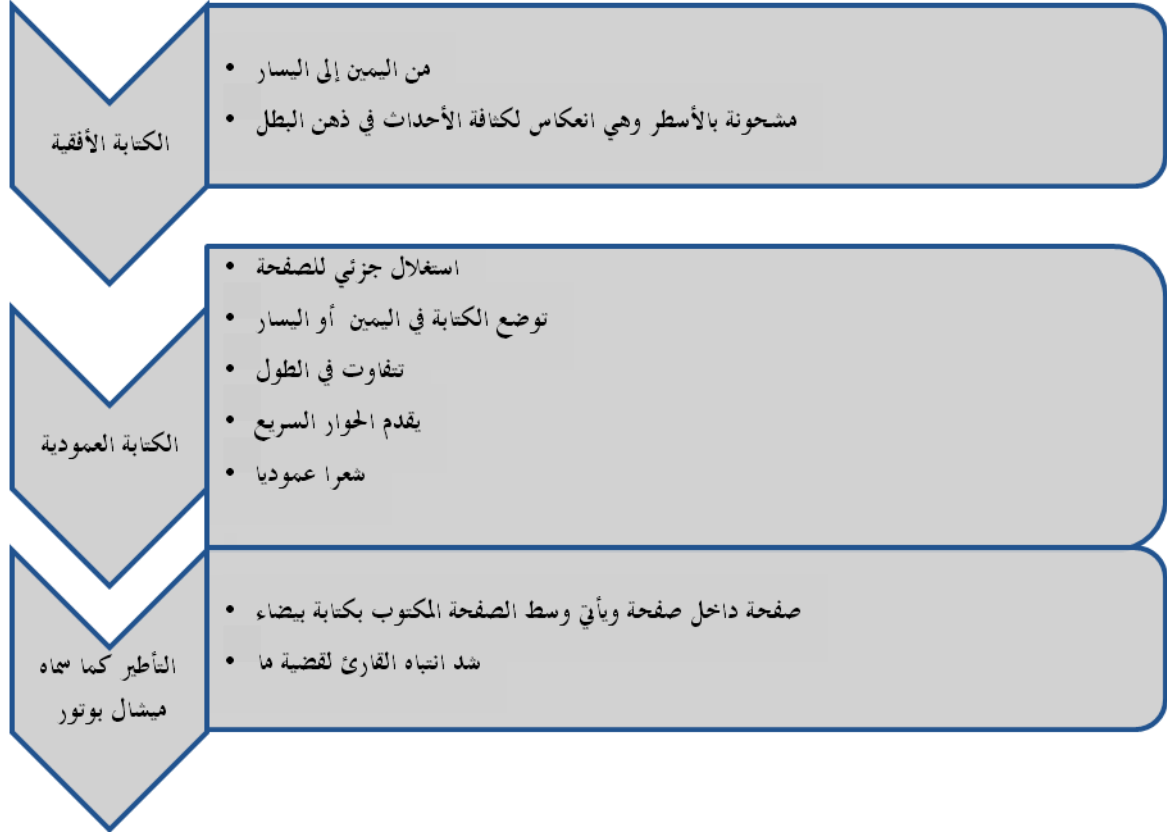 الكتابة الأفقية
• من اليمين إلى اليسار
• مشحونة بالأسطر وهي انعكاس لكثافة الأحداث في ذهن البطل
الكتابة العمودية
• استغلال جزئي للصفحة
• توضع الكتابة في اليمين أو اليسار
• تتفاوت في الطول
• يقدم الحوار السريع
• شعرا عموديا
التأطير كما سماه
ميشال بوتور
• صفحة داخل صفحة ويأتي وسط الصفحة المكتوب بكتابة بيضاء
• شد انتباه القارئ لقضية ما